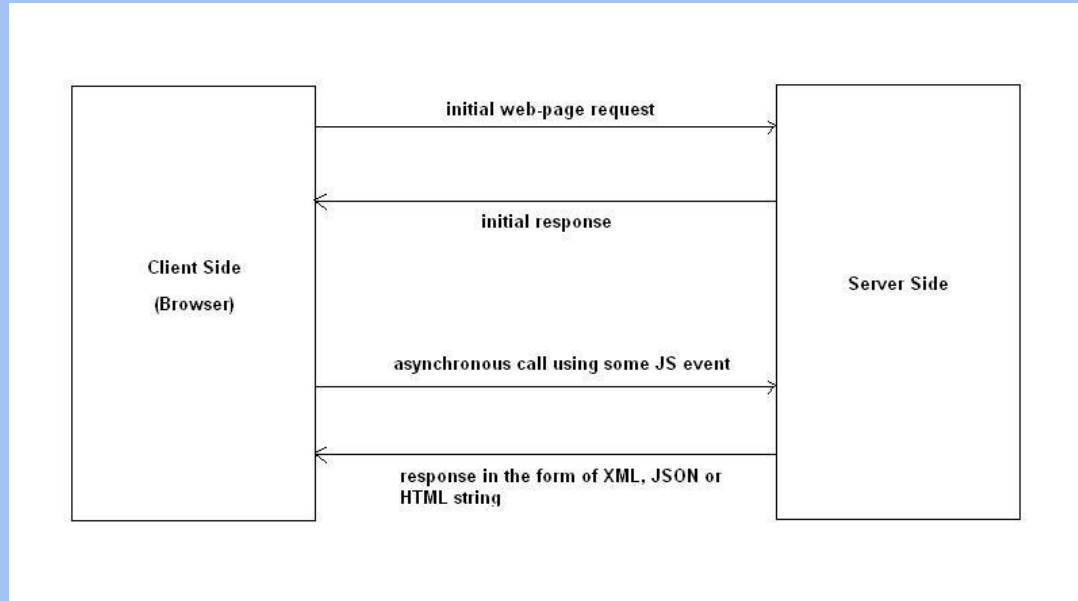 initial web-page request
initial response
Client Side
(Browser)
Server Side
asynchronous call using some JS event
response in the form of XML, JSON or
HTML string